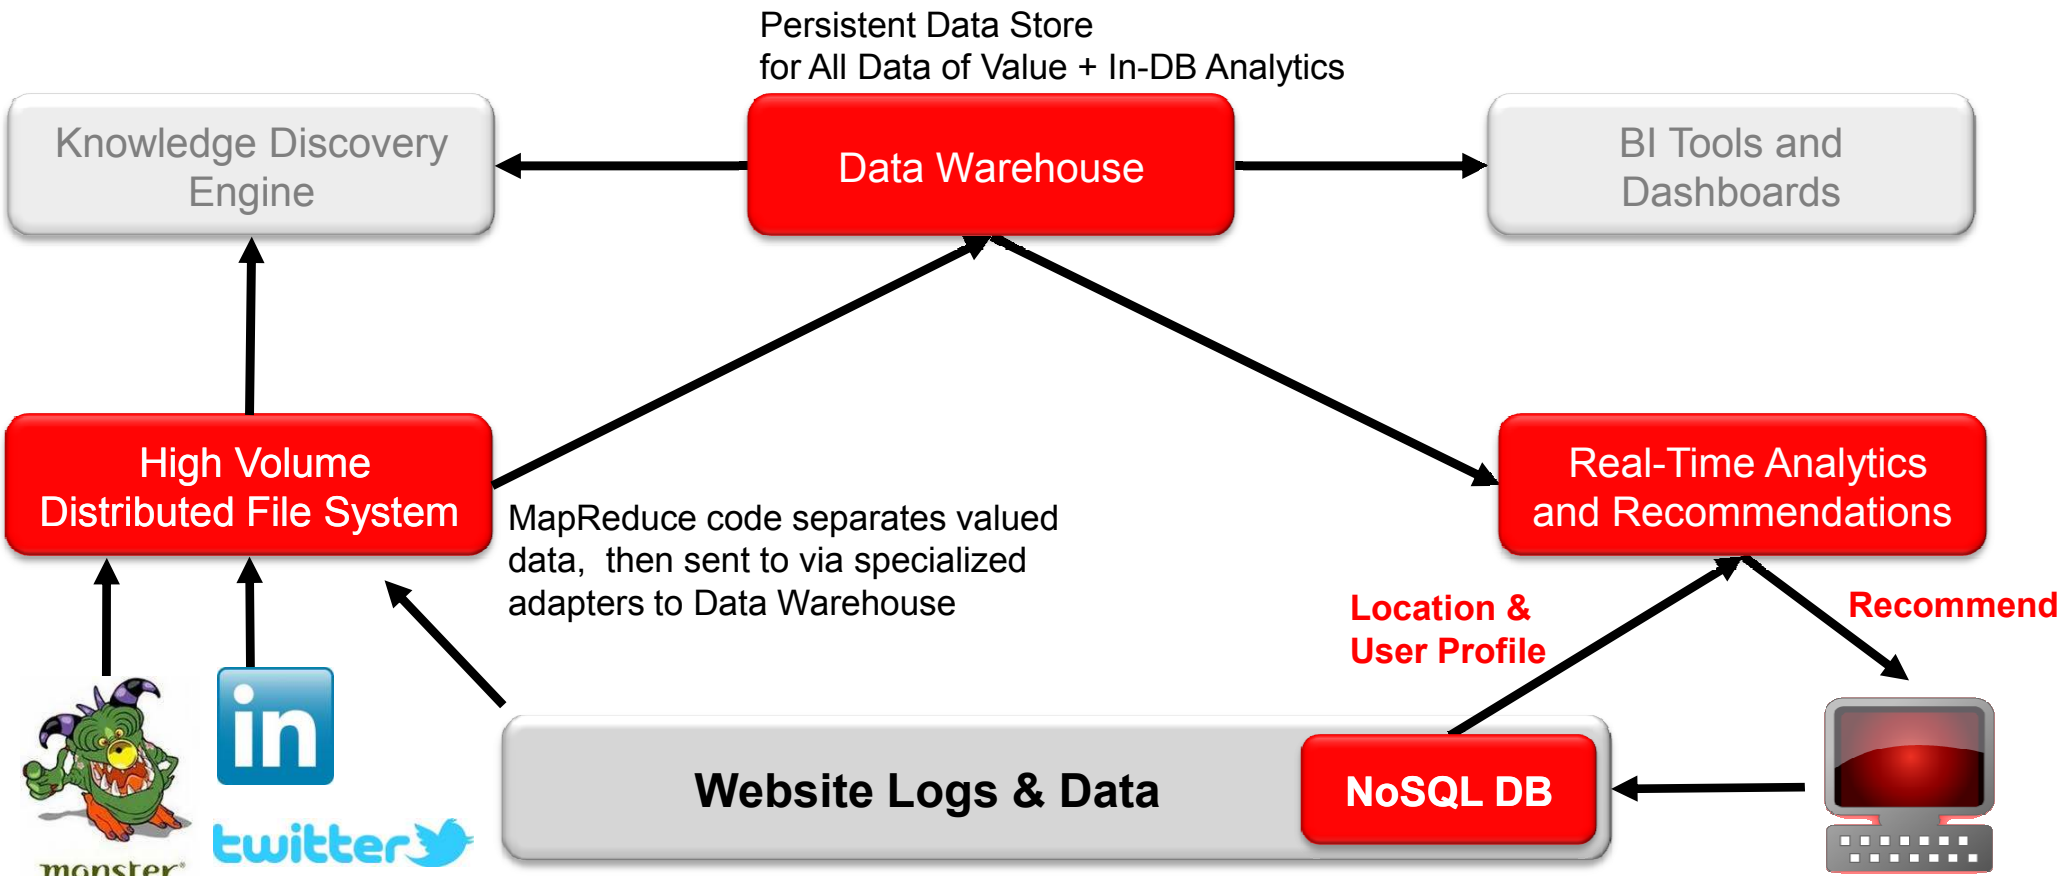 Persistent Data Store
for All Data of Value + In-DB Analytics
Knowledge Discovery
Engine
Data Warehouse
BI Tools and
Dashboards
High Volume
Distributed File System
MapReduce code separates valued
data,  then sent to via specialized
adapters to Data Warehouse
Real-Time Analytics
and Recommendations
Location &
User Profile
Recommend
in
twitter
monster®
Website Logs & Data
NoSQL DB